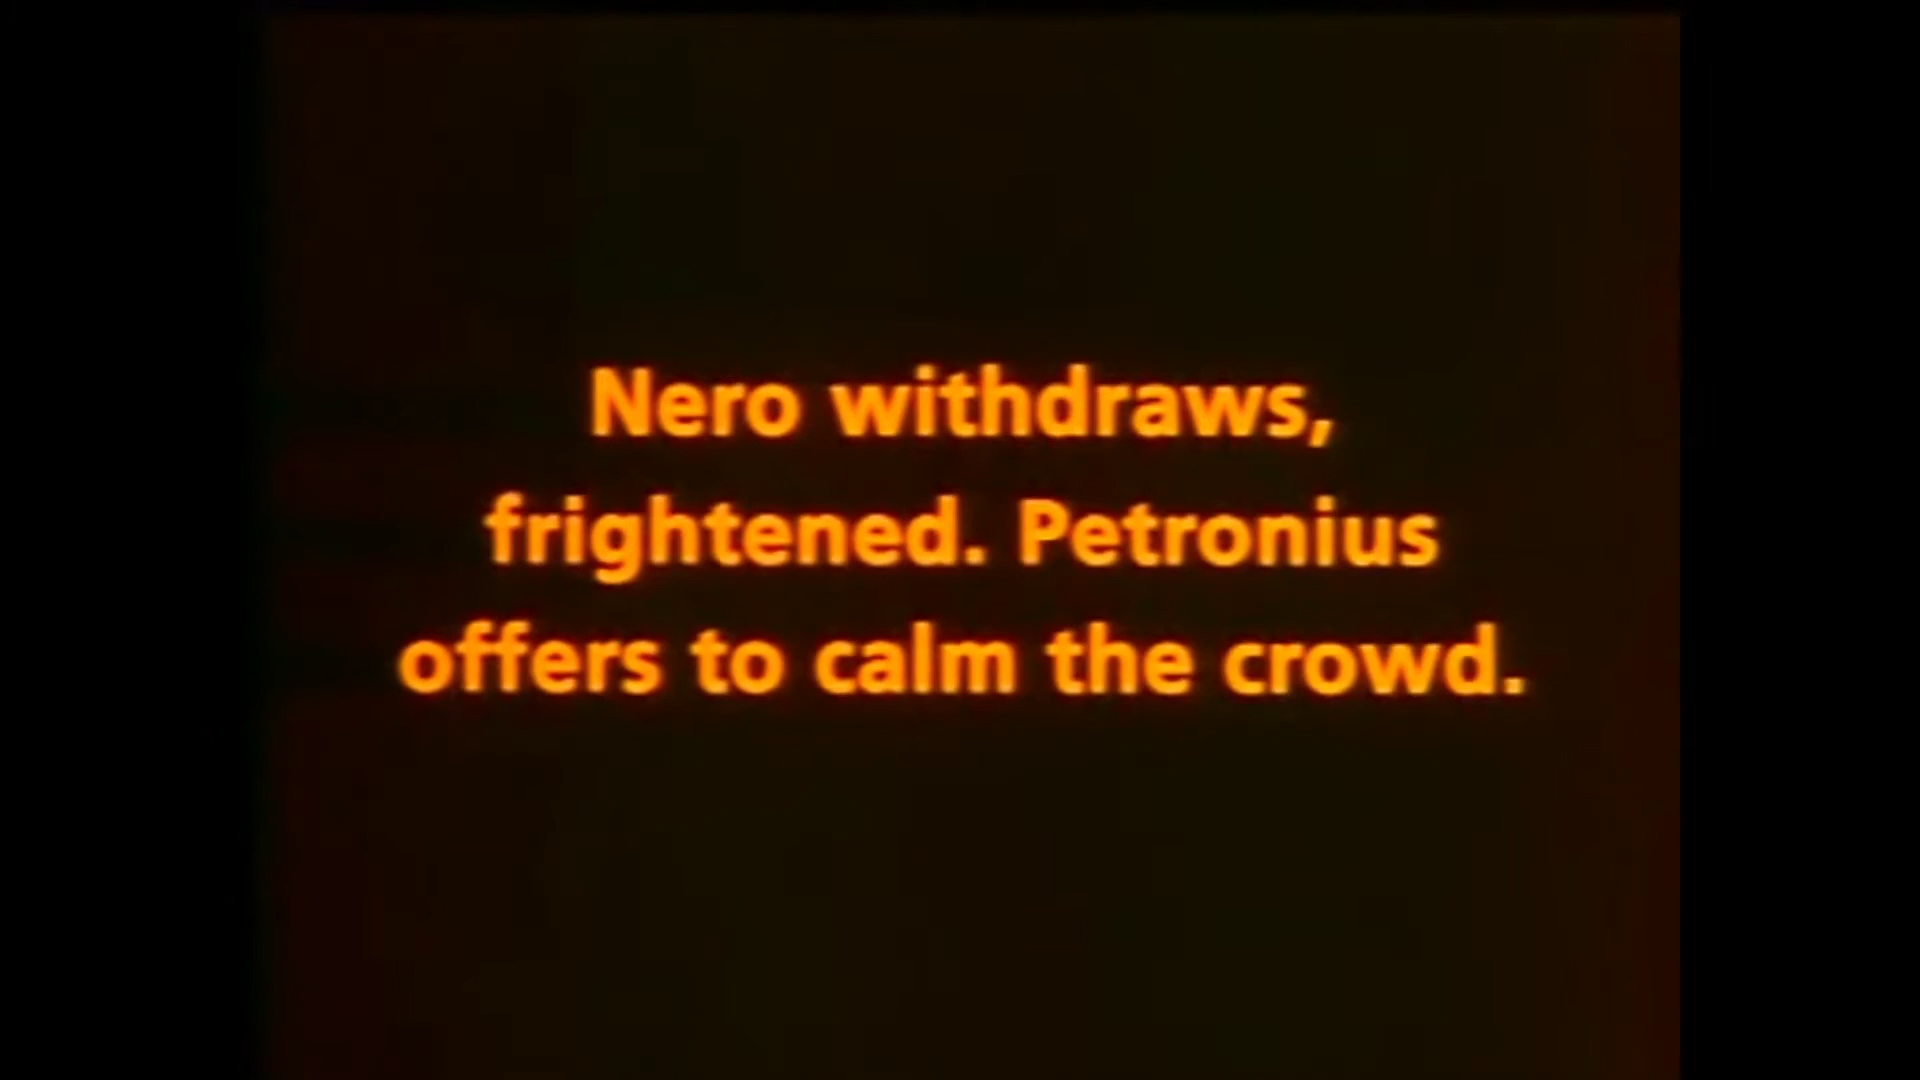 Nero withdraws,
frightened. Petronius
offers to calm the crowd.